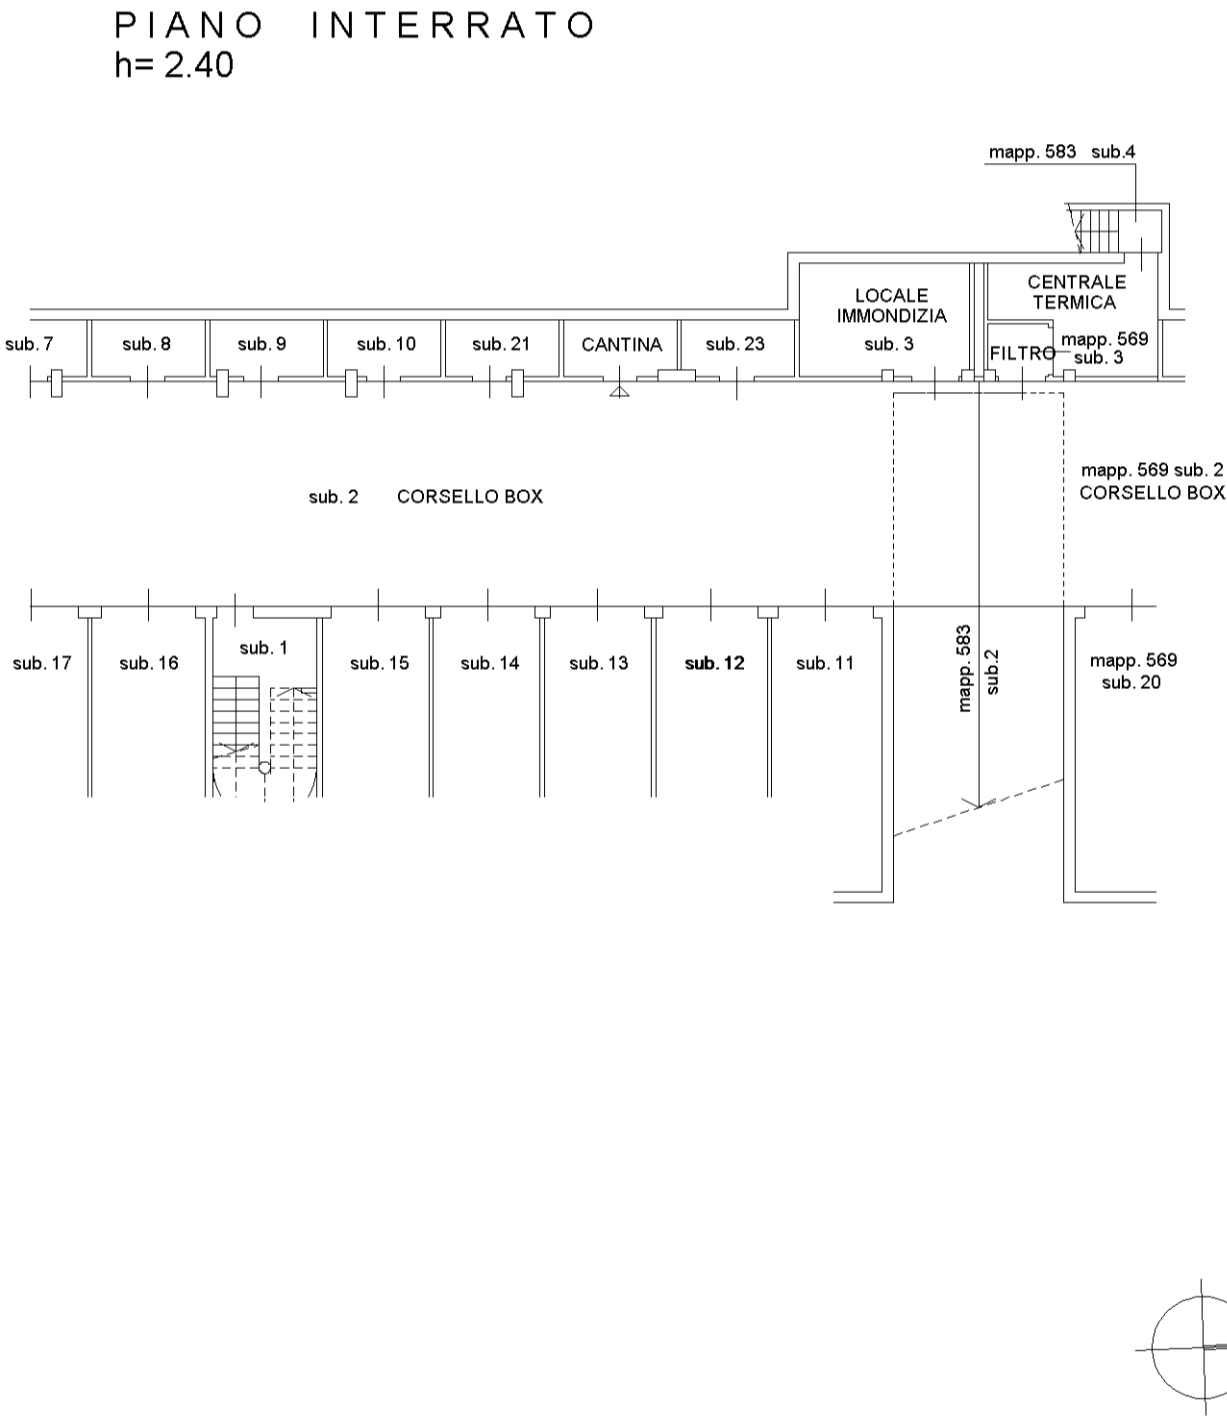 PIANO INTERRATO
h= 2.40
mapp. 583 sub.4
LOCALE
IMMONDIZIA
sub. 3
CENTRALE
TERMICA
FILTRO
mapp. 569
sub. 3
sub. 7
sub. 8
sub. 9
sub. 10
sub. 21
CANTINA
sub. 23
sub. 2 CORSELLO BOX
mapp. 569 sub. 2
CORSELLO BOX
sub. 17
sub. 16
sub. 1
sub. 15
sub. 14
sub. 13
sub. 12
sub. 11
mapp. 583
sub.2
mapp. 569
sub. 20